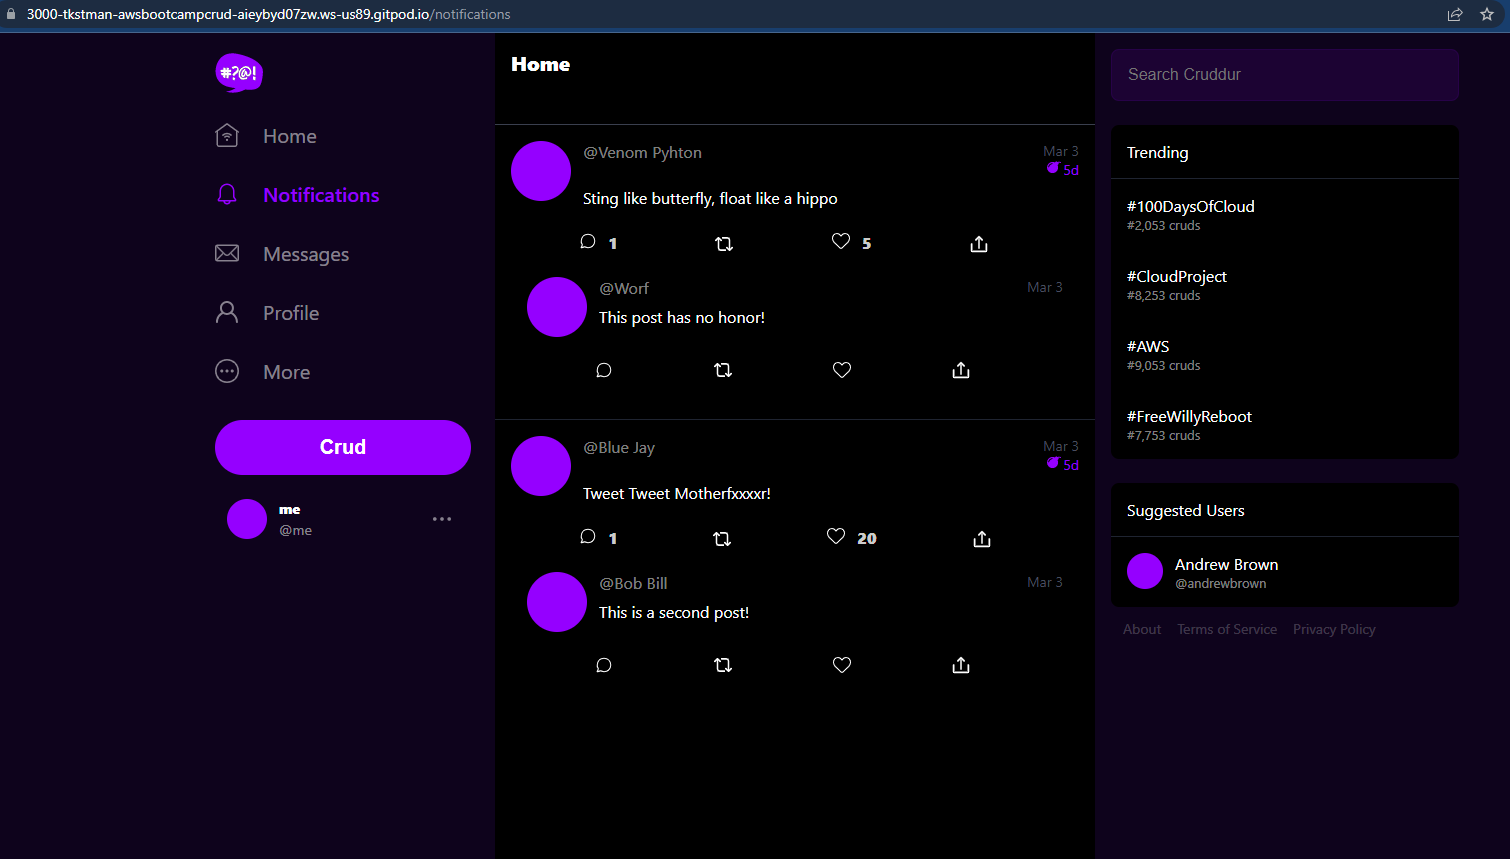 3000-tkstman-awsbootcampcrud-aieybyd07zw.ws-us89.gitpod.io/notifications
#?@!
Home
Notifications
Messages
Profile
More
Crud
me
@me
Home
@Venom Pyhton
Mar 3
5d
Sting like butterfly, float like a hippo
1
5
@Worf
Mar 3
This post has no honor!
@Blue Jay
Mar 3
5d
Tweet Tweet Motherfxxxxr!
1
20
@Bob Bill
Mar 3
This is a second post!
Search Cruddur
Trending
#100DaysOfCloud
#2,053 cruds
#CloudProject
#8,253 cruds
#AWS
#9,053 cruds
#FreeWillyReboot
#7,753 cruds
Suggested Users
Andrew Brown
@andrewbrown
About Terms of Service Privacy Policy